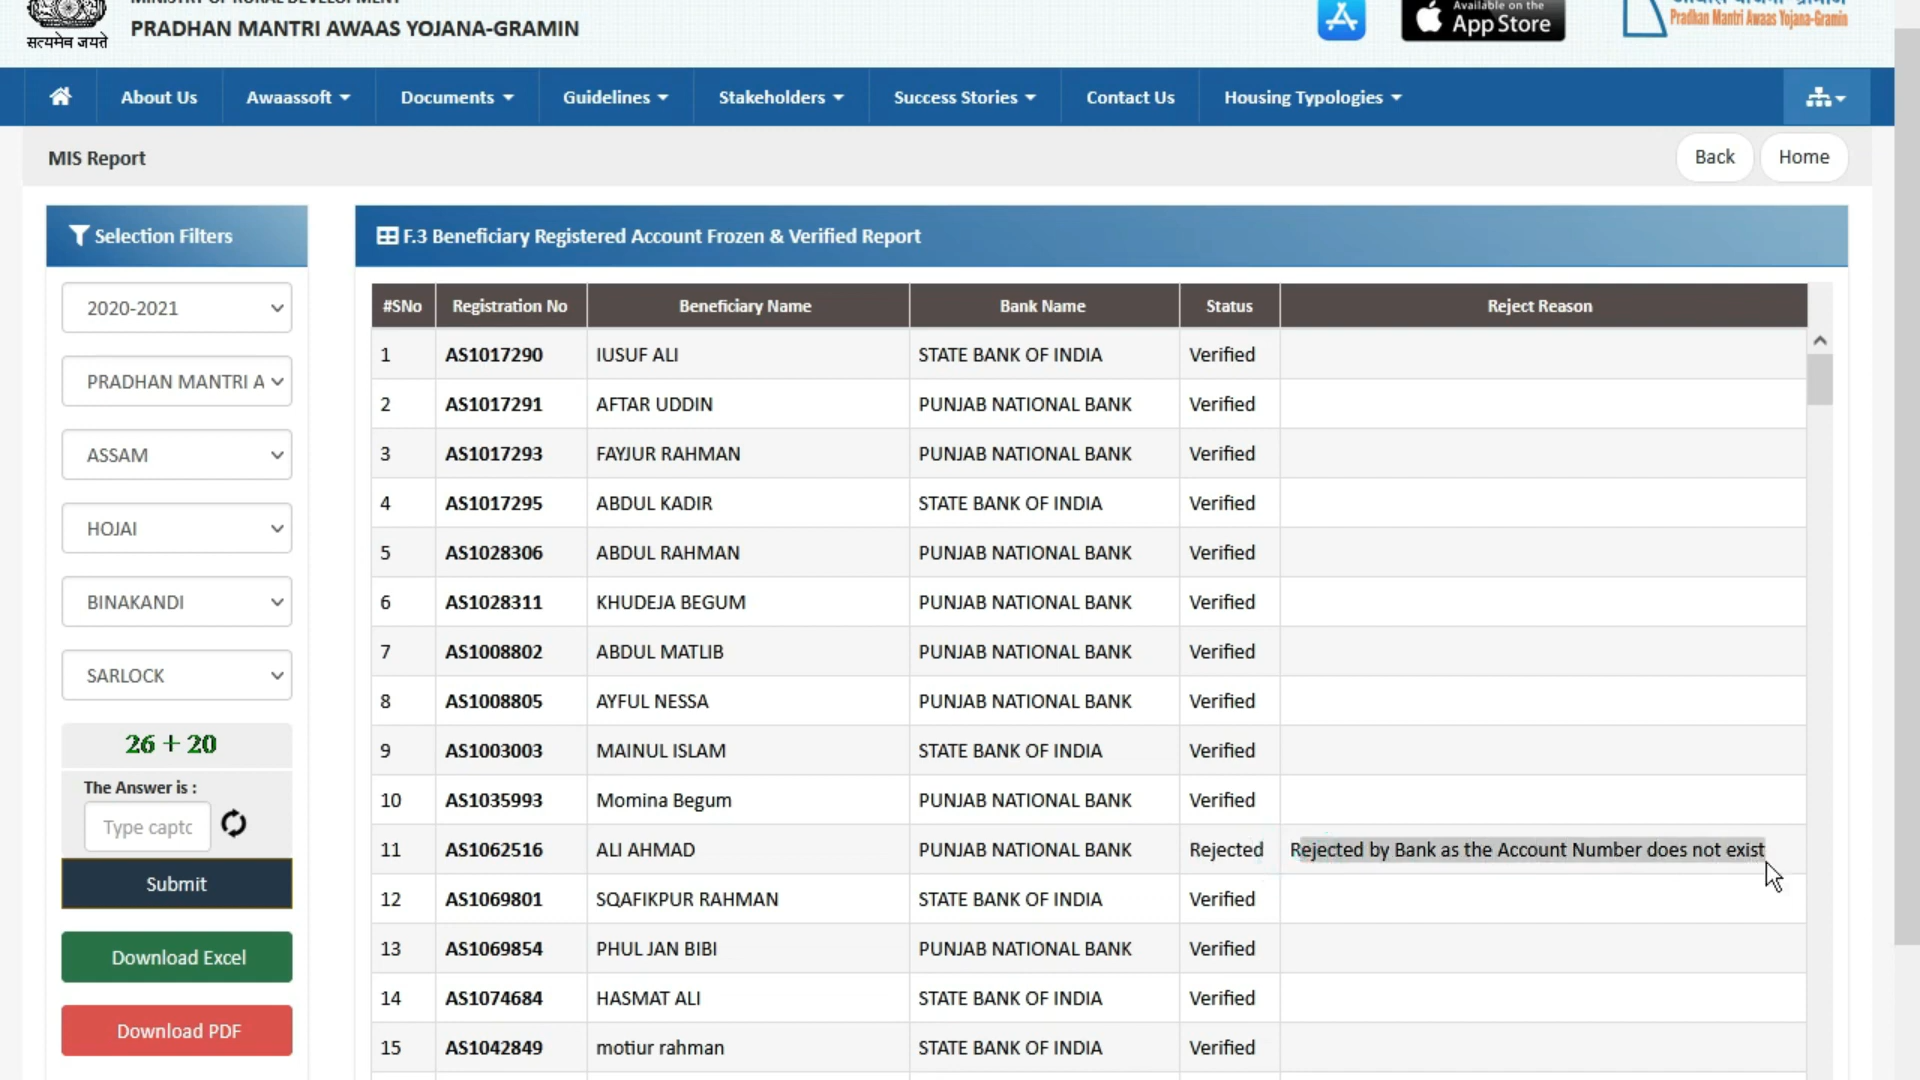 PRADHAN MANTRI AWAAS YOJANA-GRAMIN
सत्यमेव जयते
Available on the
App Store
Pradhan Mantri Awaas Yojana-Gramin
About Us Awaassoft Documents Guidelines Stakeholders Success Stories Contact Us Housing Typologies
MIS Report
Back Home
Selection Filters
2020-2021
PRADHAN MANTRI A
ASSAM
HOJAI
BINAKANDI
SARLOCK
26 + 20
The Answer is :
Type captc
Submit
Download Excel
Download PDF
F.3 Beneficiary Registered Account Frozen & Verified Report
#SNo Registration No Beneficiary Name Bank Name Status Reject Reason
1 AS1017290 IUSUF ALI STATE BANK OF INDIA Verified
2 AS1017291 AFTAR UDDIN PUNJAB NATIONAL BANK Verified
3 AS1017293 FAYJUR RAHMAN PUNJAB NATIONAL BANK Verified
4 AS1017295 ABDUL KADIR STATE BANK OF INDIA Verified
5 AS1028306 ABDUL RAHMAN PUNJAB NATIONAL BANK Verified
6 AS1028311 KHUDEJA BEGUM PUNJAB NATIONAL BANK Verified
7 AS1008802 ABDUL MATLIB PUNJAB NATIONAL BANK Verified
8 AS1008805 AYFUL NESSA PUNJAB NATIONAL BANK Verified
9 AS1003003 MAINUL ISLAM STATE BANK OF INDIA Verified
10 AS1035993 Momina Begum PUNJAB NATIONAL BANK Verified
11 AS1062516 ALI AHMAD PUNJAB NATIONAL BANK Rejected Rejected by Bank as the Account Number does not exist
12 AS1069801 SQAFIKPUR RAHMAN STATE BANK OF INDIA Verified
13 AS1069854 PHUL JAN BIBI PUNJAB NATIONAL BANK Verified
14 AS1074684 HASMAT ALI STATE BANK OF INDIA Verified
15 AS1042849 motiur rahman STATE BANK OF INDIA Verified